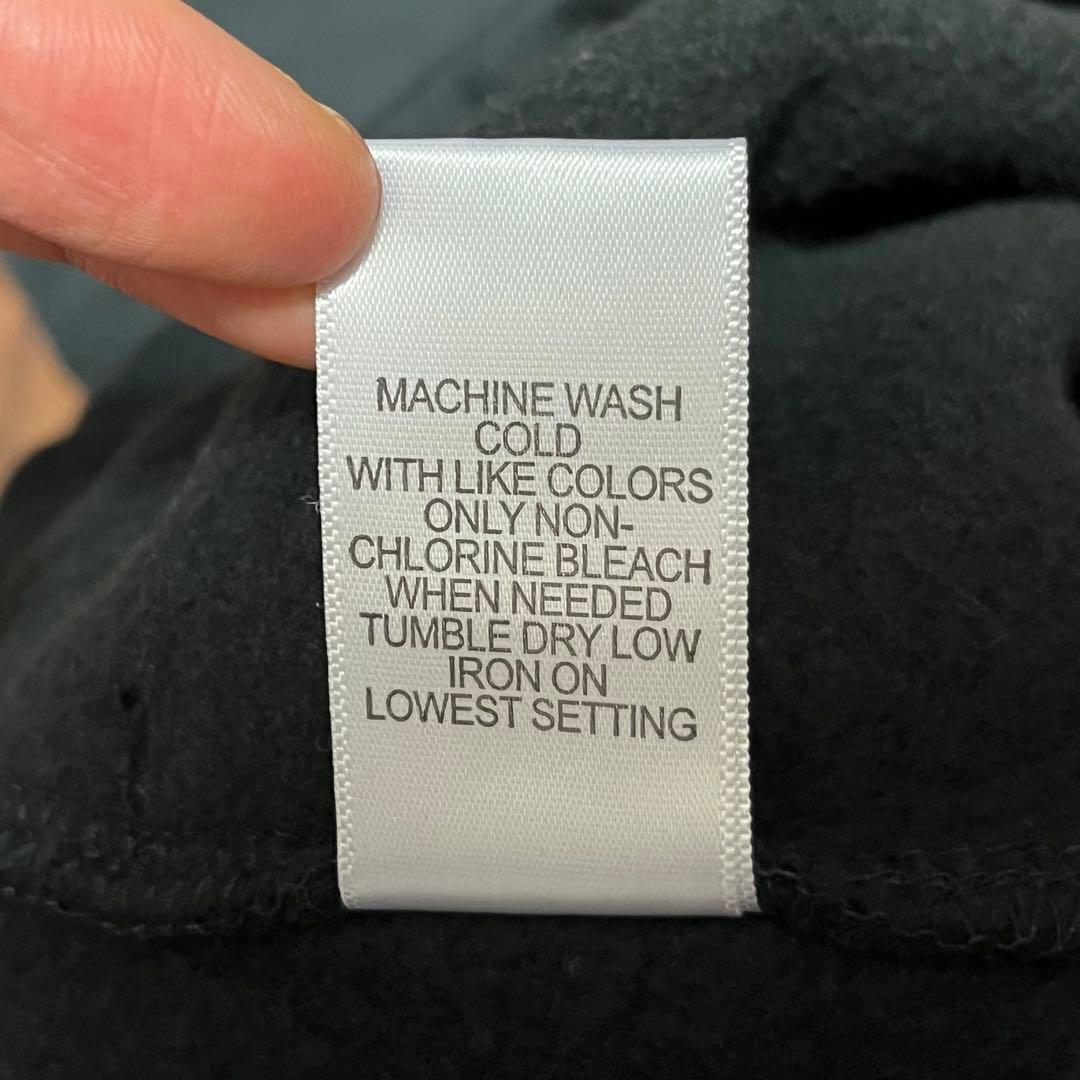 MACHINE WASH
COLD
WITH LIKE COLORS
ONLY NON-
CHLORINE BLEACH
WHEN NEEDED
TUMBLE DRY LOW
IRON ON
LOWEST SETTING